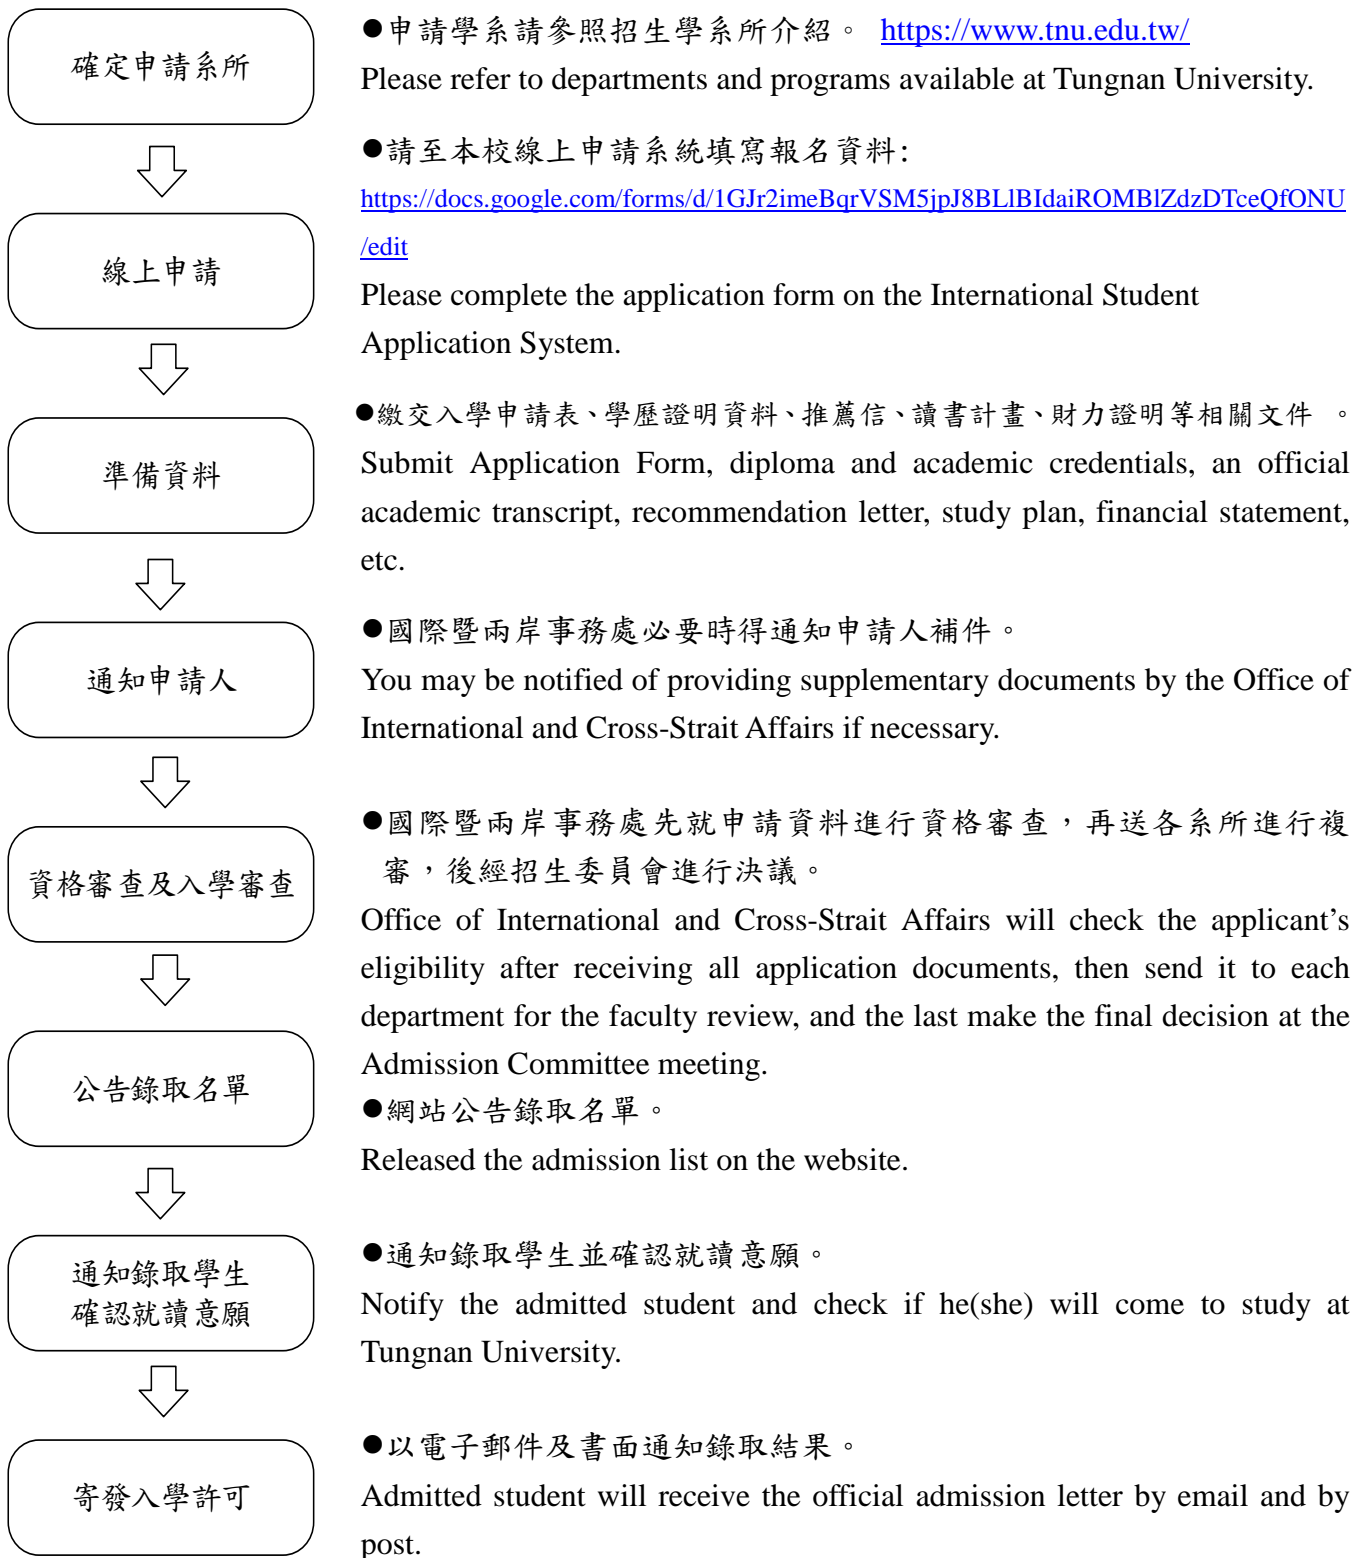 確定申請系所
●申請學系請參照招生學系所介紹。 https://www.tnu.edu.tw/
Please refer to departments and programs available at Tungnan University.
線上申請
●請至本校線上申請系統填寫報名資料:
https://docs.google.com/forms/d/1GJr2imeBqrVSM5jpJ8BLlBIdaiROMBlZdzDTceQfONU
/edit
Please complete the application form on the International Student
Application System.
準備資料
●繳交入學申請表、學歷證明資料、推薦信、讀書計畫、財力證明等相關文件 。
Submit Application Form, diploma and academic credentials, an official
academic transcript, recommendation letter, study plan, financial statement,
etc.
通知申請人
●國際暨兩岸事務處必要時得通知申請人補件。
You may be notified of providing supplementary documents by the Office of
International and Cross-Strait Affairs if necessary.
資格審查及入學審查
●國際暨兩岸事務處先就申請資料進行資格審查，再送各系所進行複
審，後經招生委員會進行決議。
Office of International and Cross-Strait Affairs will check the applicant’s
eligibility after receiving all application documents, then send it to each
department for the faculty review, and the last make the final decision at the
Admission Committee meeting.
公告錄取名單
●網站公告錄取名單。
Released the admission list on the website.
通知錄取學生
確認就讀意願
●通知錄取學生並確認就讀意願。
Notify the admitted student and check if he(she) will come to study at
Tungnan University.
寄發入學許可
●以電子郵件及書面通知錄取結果。
Admitted student will receive the official admission letter by email and by
post.